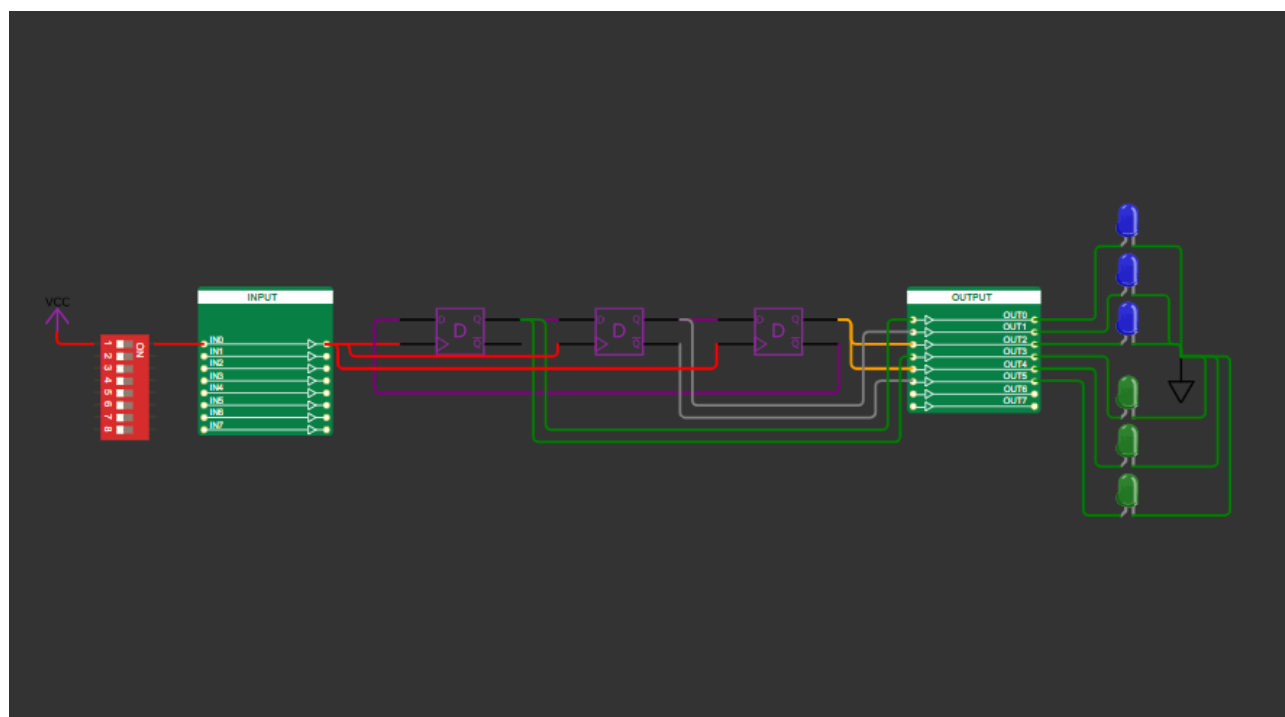 VCC
ON
1
2
3
4
5
6
7
8
INPUT
IN0
IN1
IN2
IN3
IN4
IN5
IN6
IN7
D Q
D
Q
D Q
D
Q
D Q
D
Q
OUTPUT
OUT0
OUT1
OUT2
OUT3
OUT4
OUT5
OUT6
OUT7